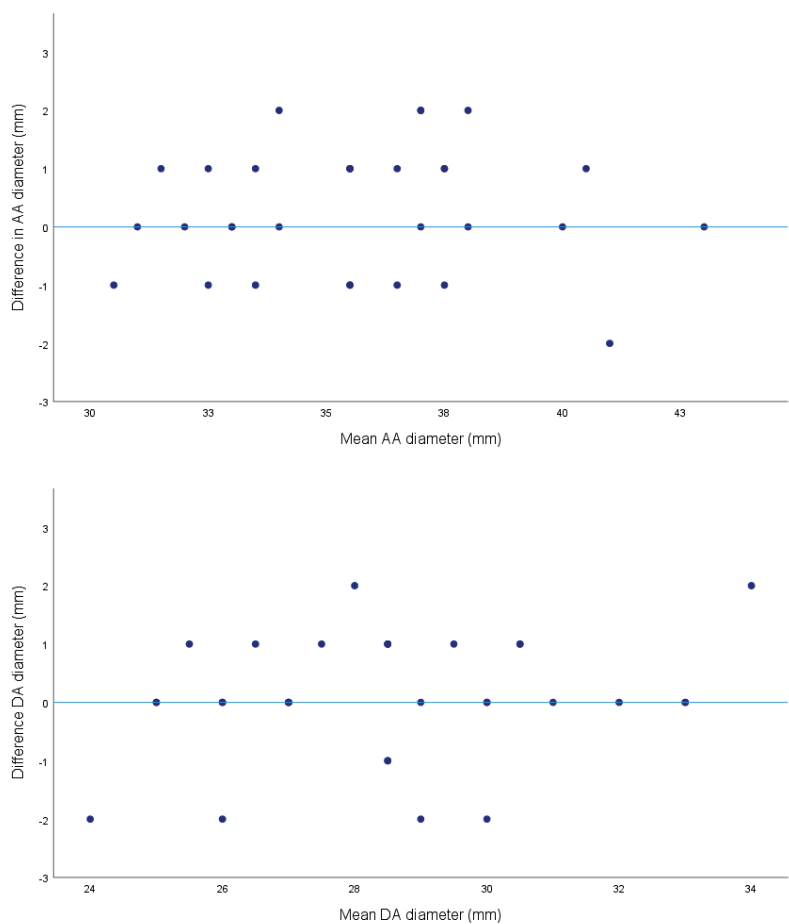 Difference in AA diameter (mm)
3
2
1
0
-1
-2
-3
30 33 35 38 40 43
Mean AA diameter (mm)
Difference DA diameter (mm)
3
2
1
0
-1
-2
-3
24 26 28 30 32 34
Mean DA diameter (mm)